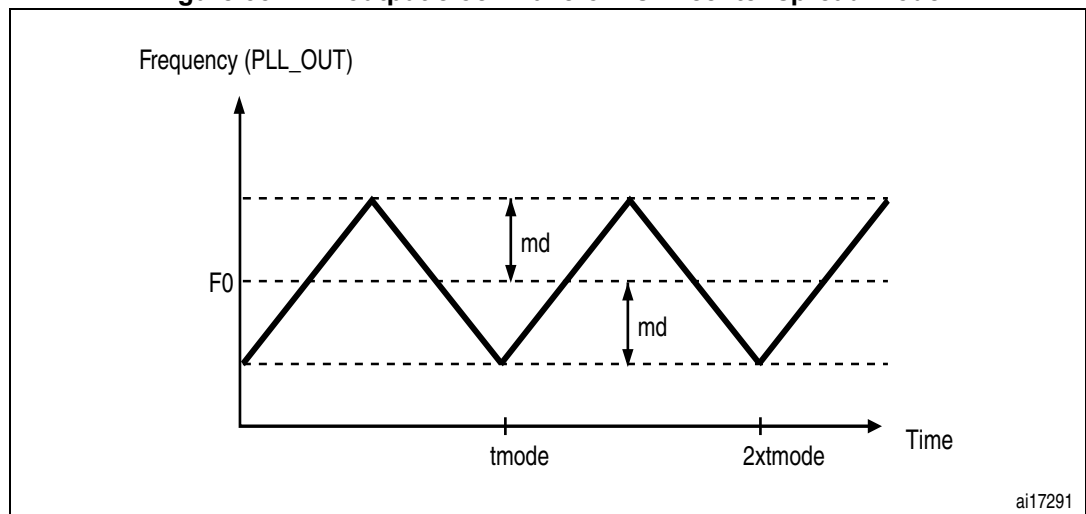 Frequency (PLL_OUT)
md
F0
md
Time
tmode
2xtmode
ai17291